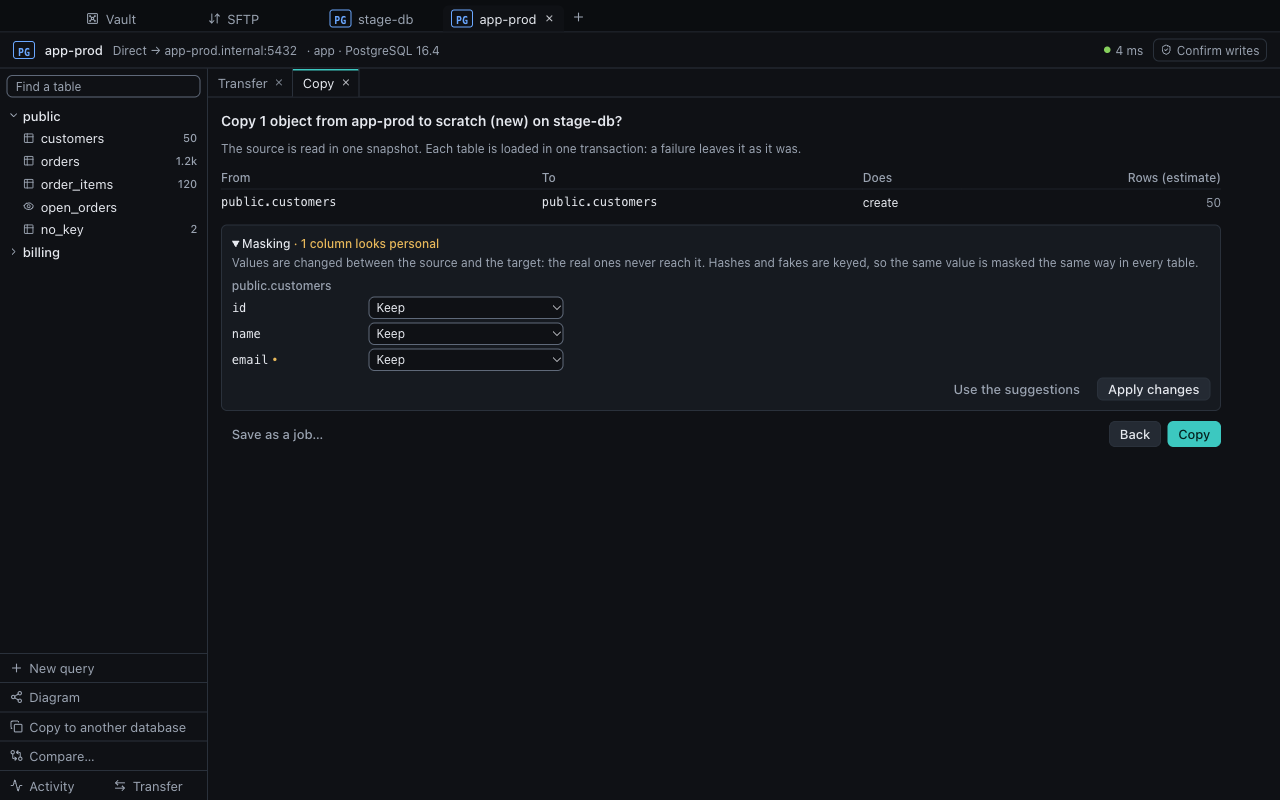 Vault
SFTP
PG stage-db
PG app-prod ×
PG app-prod Direct → app-prod.internal:5432 · app · PostgreSQL 16.4
4 ms
Confirm writes
Find a table
public
customers 50
orders 1.2k
order_items 120
open_orders
no_key 2
billing
New query
Diagram
Copy to another database
Compare...
Activity
Transfer
Transfer ×
Copy ×
Copy 1 object from app-prod to scratch (new) on stage-db?
The source is read in one snapshot. Each table is loaded in one transaction: a failure leaves it as it was.
From To Does Rows (estimate)
public.customers public.customers create 50
Masking · 1 column looks personal
Values are changed between the source and the target: the real ones never reach it. Hashes and fakes are keyed, so the same value is masked the same way in every table.
public.customers
id Keep
name Keep
email • Keep
Use the suggestions Apply changes
Save as a job... Back Copy